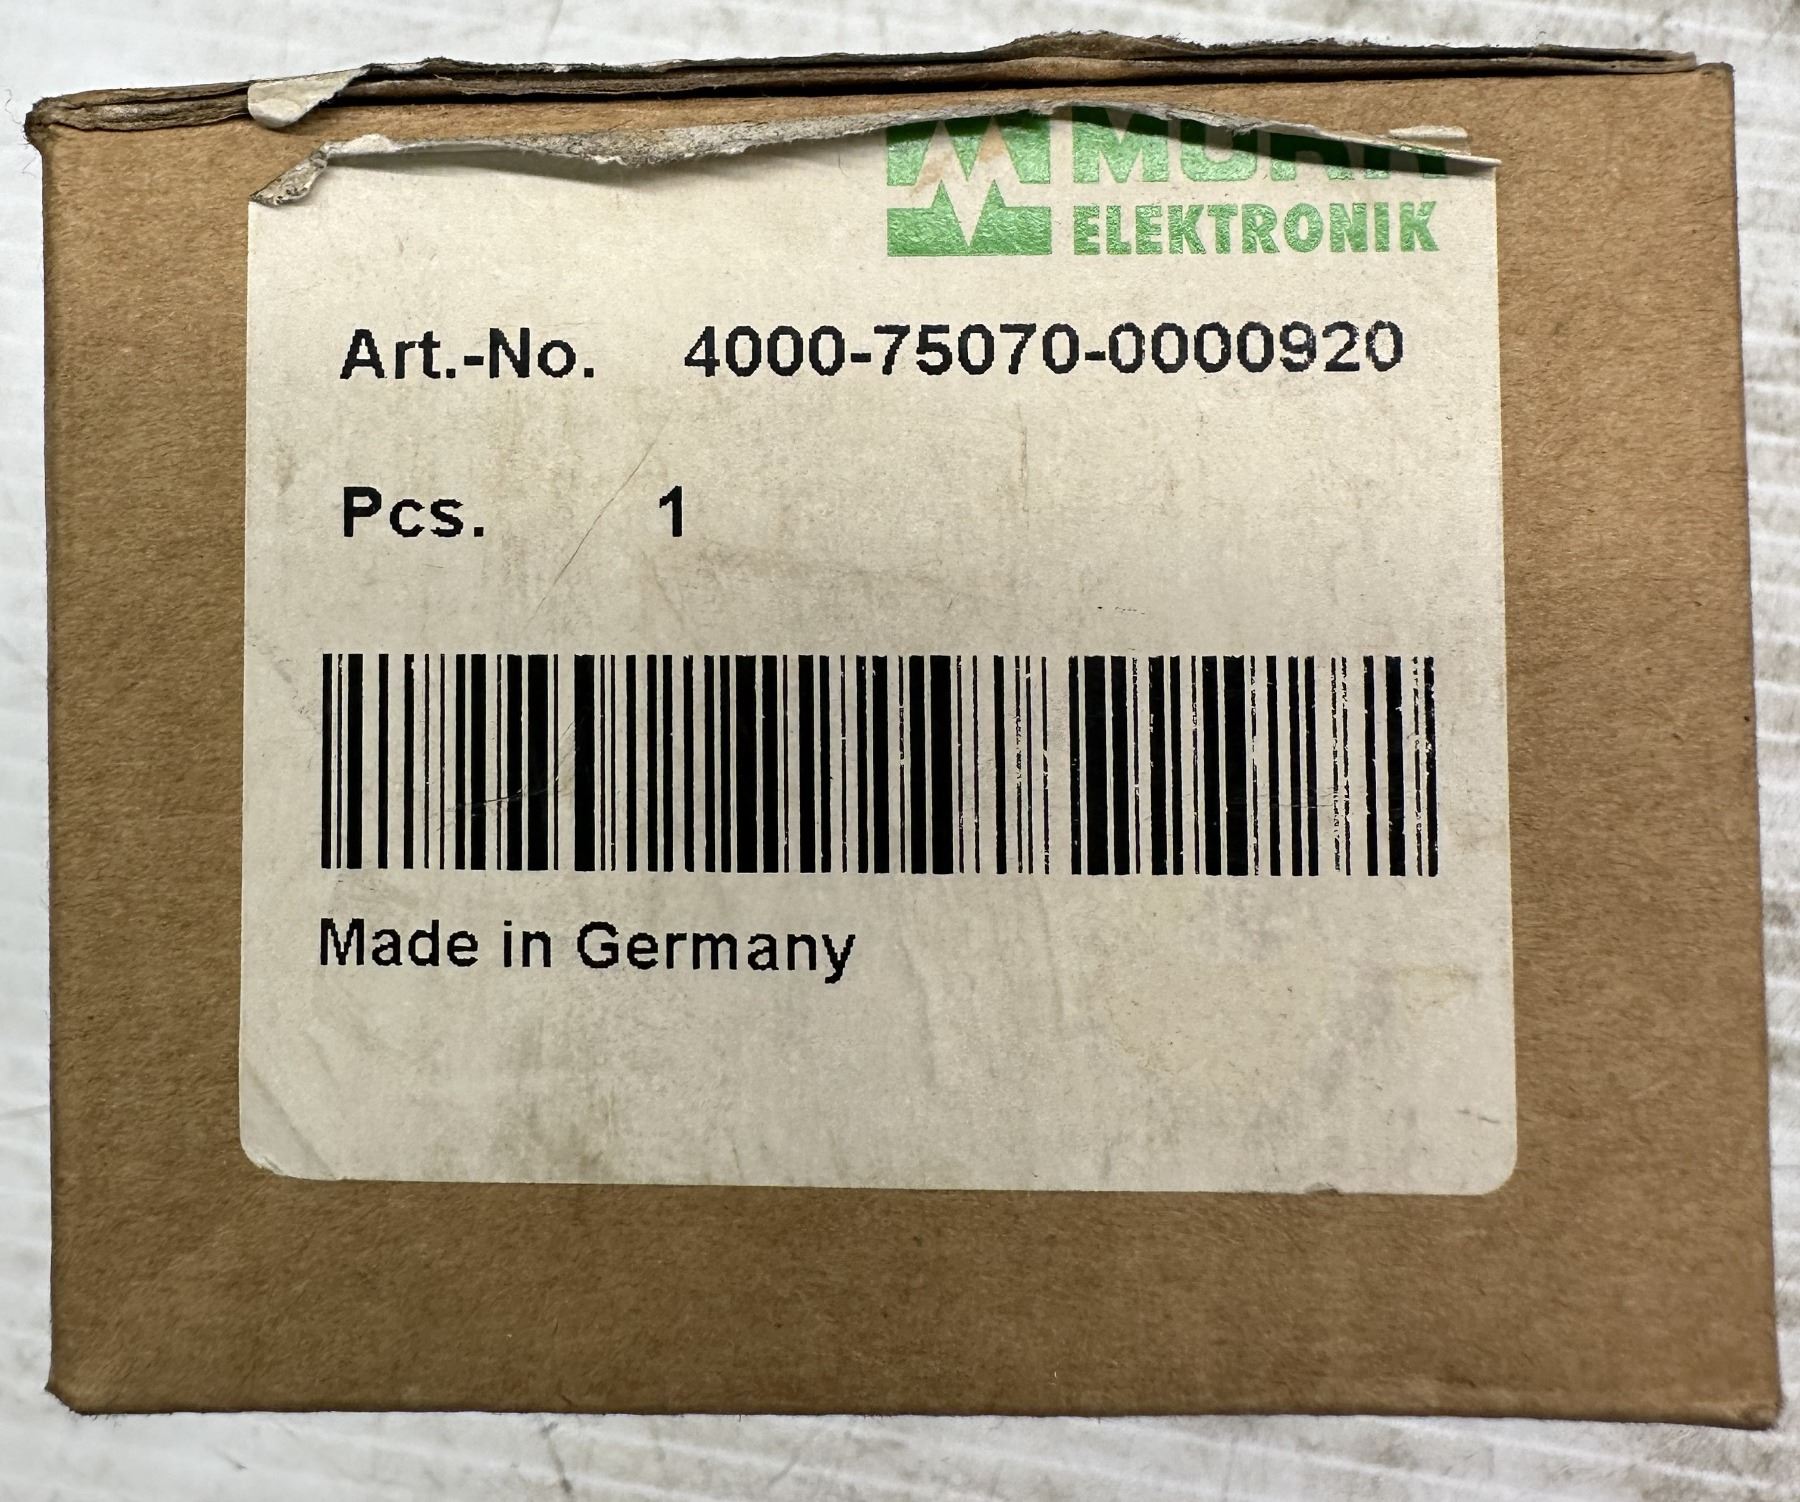 MURR
ELEKTRONIK
Art.-No. 4000-75070-0000920
Pcs. 1
Made in Germany